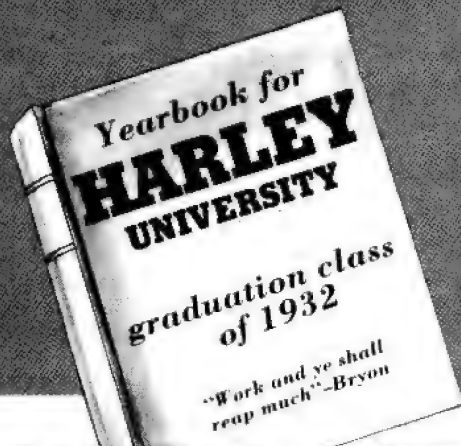 Yearbook for
HARLEY
UNIVERSITY
graduation class
of 1932
“Work and ye shall
reap much”–Bryon